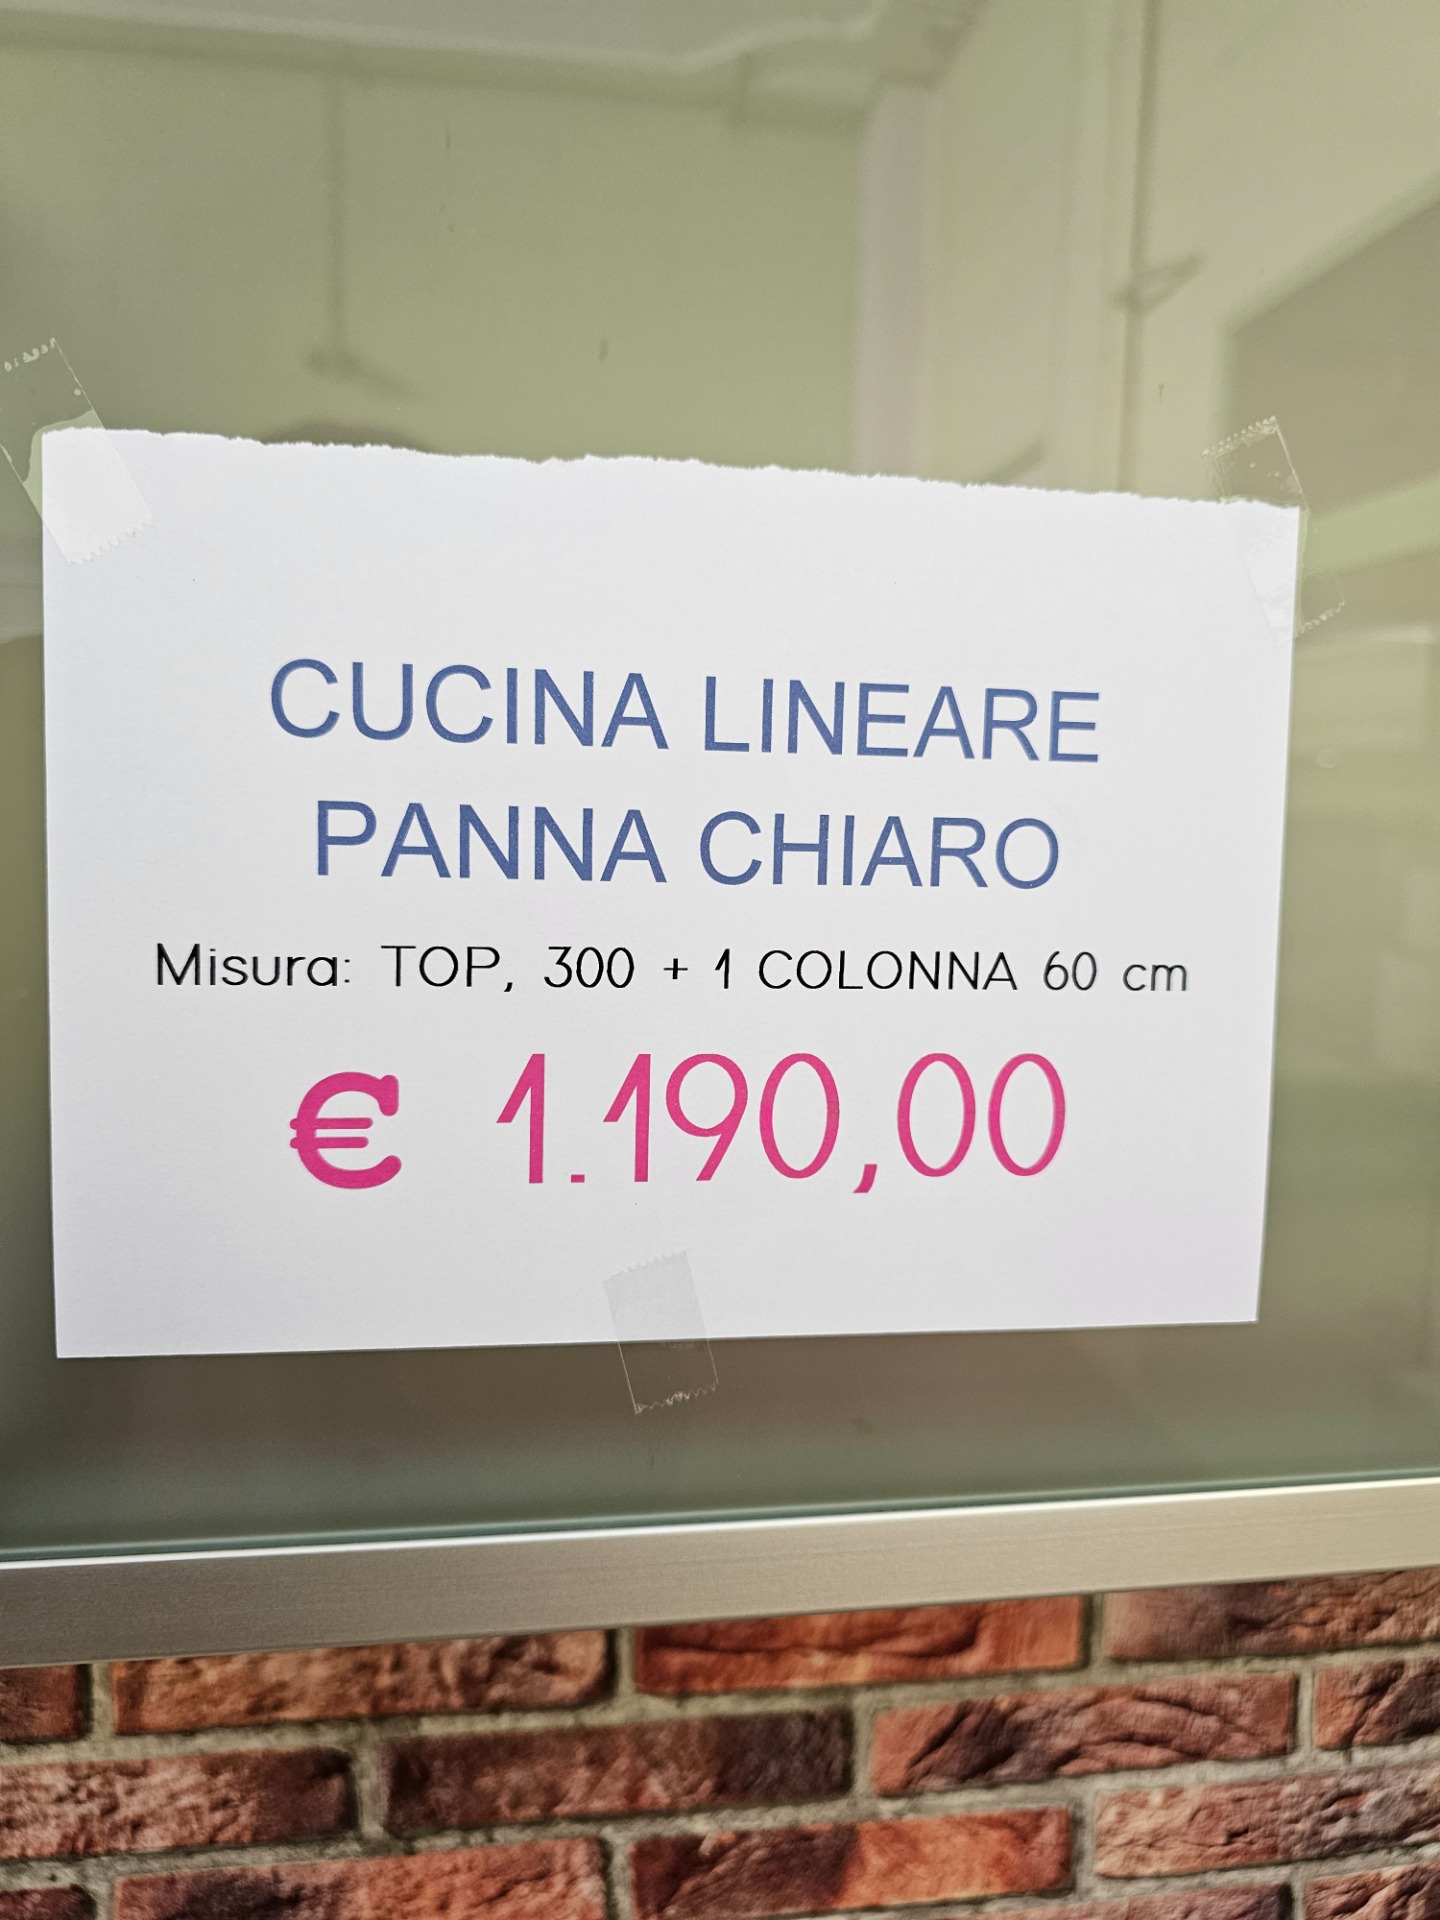 CUCINA LINEARE
PANNA CHIARO
Misura: TOP, 300 + 1 COLONNA 60 cm
€ 1.190,00